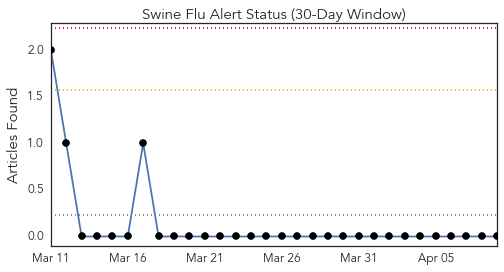 Swine Flu Alert Status (30-Day Window)
Articles Found
2.0
1.5
1.0
0.5
0.0
Mar 11 Mar 16 Mar 21 Mar 26 Mar 31 Apr 05